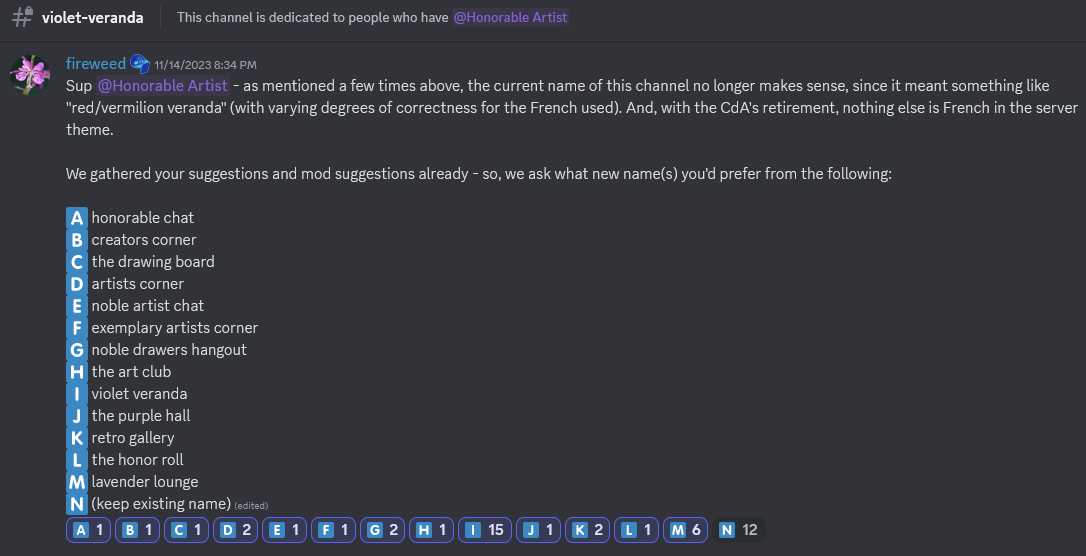 violet-veranda
This channel is dedicated to people who have @Honorable Artist
fireweed 11/14/2023 8:34 PM
Sup @Honorable Artist - as mentioned a few times above, the current name of this channel no longer makes sense, since it meant something like
"red/vermilion veranda" (with varying degrees of correctness for the French used). And, with the CdA's retirement, nothing else is French in the server
theme.
We gathered your suggestions and mod suggestions already - so, we ask what new name(s) you'd prefer from the following:
A honorable chat
B creators corner
C the drawing board
D artists corner
E noble artist chat
F exemplary artists corner
G noble drawers hangout
H the art club
I violet veranda
J the purple hall
K retro gallery
L the honor roll
M lavender lounge
N (keep existing name) (edited)
A 1 B 1 C 1 D 2 E 1 F 1 G 2 H 1 I 15 J 1 K 2 L 1 M 6 N 12